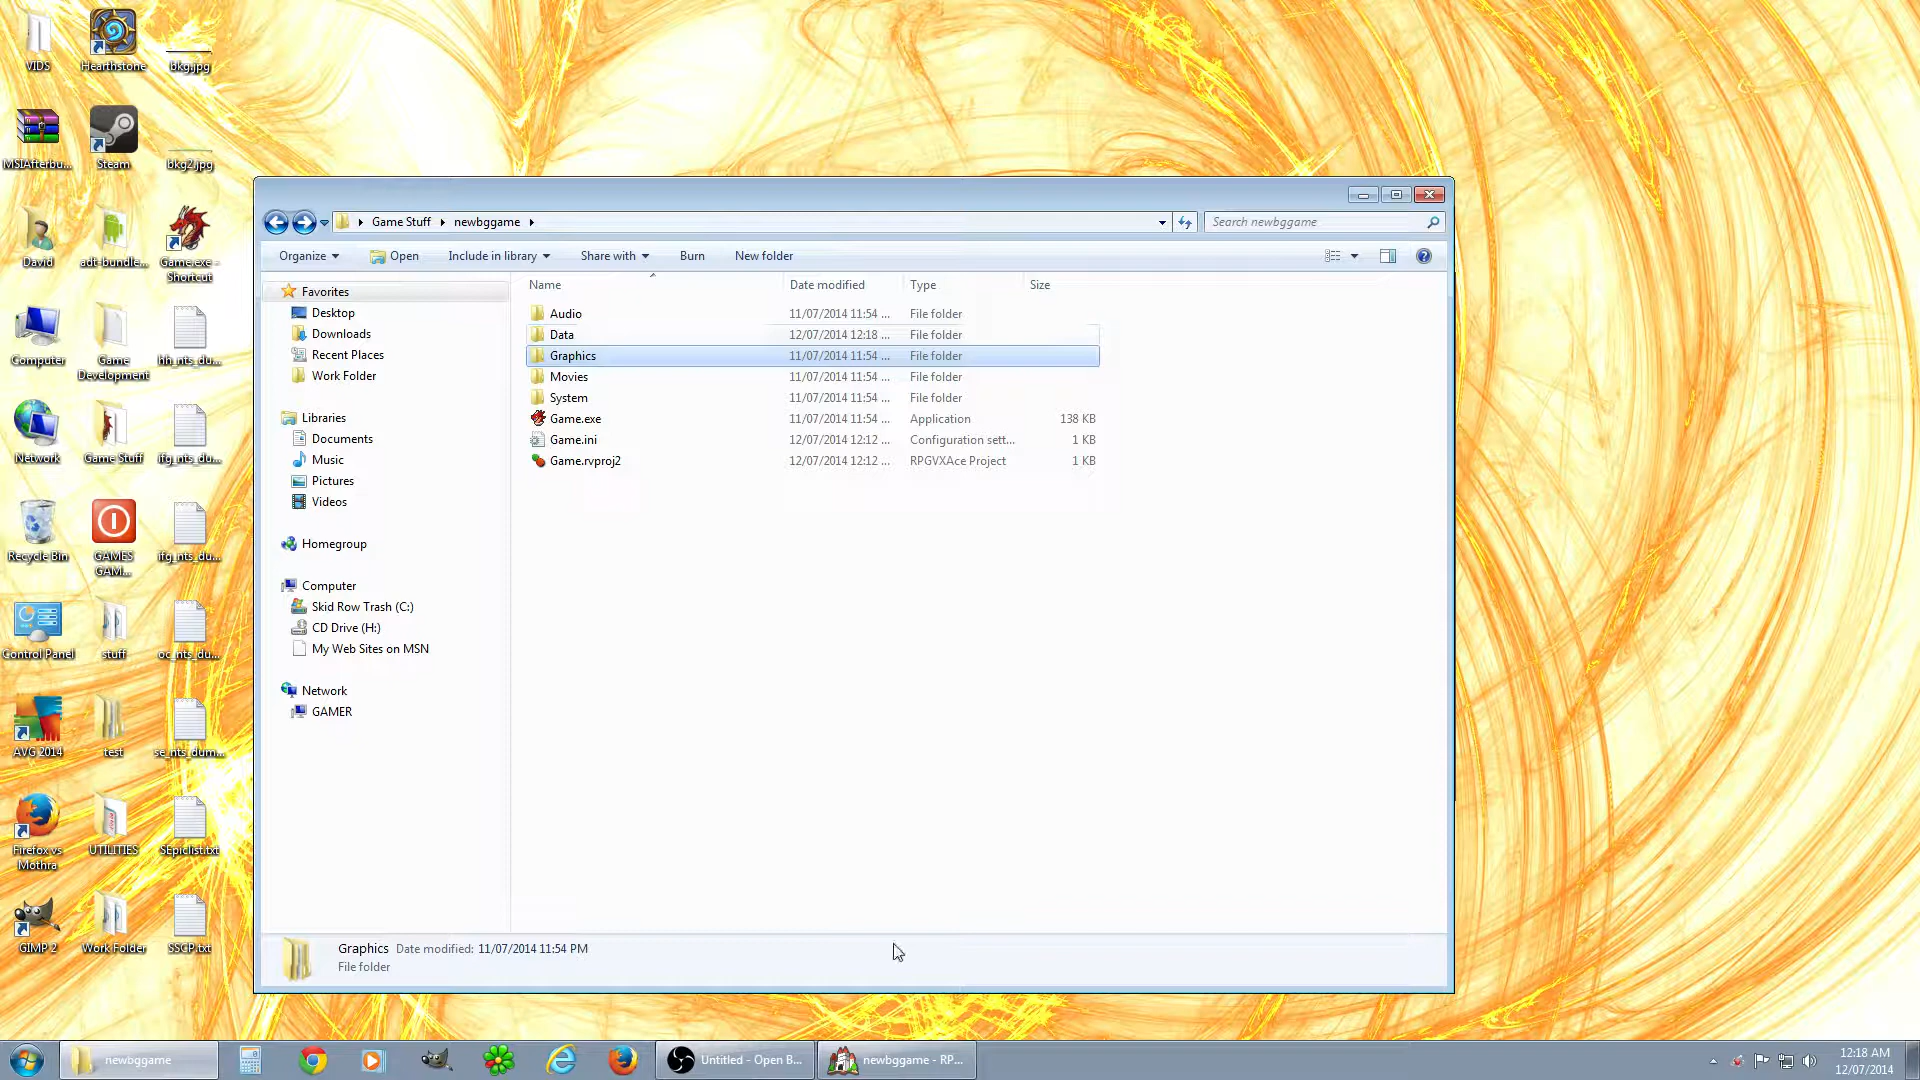 VIDS
Hearthstone
bkg.jpg
MSIAfterbu...
Steam
bkg2.jpg
David
adt-bundle...
Game.exe - Shortcut
Computer
Game Development
hh_nts_du...
Network
Game Stuff
ifg_nts_du...
Recycle Bin
GAMES GAM...
ifg_nts_du...
Control Panel
stuff
oc_nts_du...
AVG 2014
test
se_nts_dum...
Firefox vs Mothra
UTILITIES
SEpiclist.txt
GIMP 2
Work Folder
SSGP.txt
Game Stuff
newbggame
Search newbggame
Organize
Open
Include in library
Share with
Burn
New folder
Favorites
Desktop
Downloads
Recent Places
Work Folder
Libraries
Documents
Music
Pictures
Videos
Homegroup
Computer
Skid Row Trash (C:)
CD Drive (H:)
My Web Sites on MSN
Network
GAMER
Name Date modified Type Size
Audio 11/07/2014 11:54 ... File folder
Data 12/07/2014 12:18 ... File folder
Graphics 11/07/2014 11:54 ... File folder
Movies 11/07/2014 11:54 ... File folder
System 11/07/2014 11:54 ... File folder
Game.exe 11/07/2014 11:54 ... Application 138 KB
Game.ini 12/07/2014 12:12 ... Configuration sett... 1 KB
Game.rvproj2 12/07/2014 12:12 ... RPGVXAce Project 1 KB
Graphics Date modified: 11/07/2014 11:54 PM
File folder
newbggame
Untitled - Open B...
newbggame - RP...
12:18 AM
12/07/2014